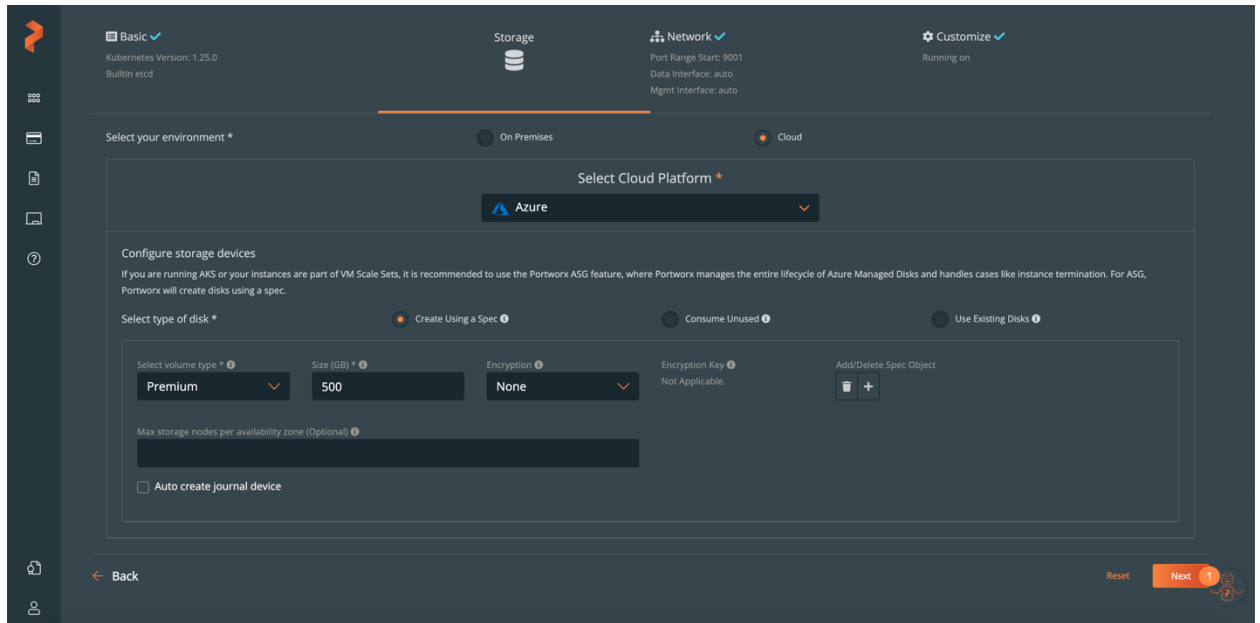 Basic
Kubernetes Version: 1.25.0
Builtin etcd
Storage
Network
Port Range Start: 9001
Data Interface: auto
Mgmt Interface: auto
Customize
Running on
Select your environment *
On Premises
Cloud
Select Cloud Platform *
Azure
Configure storage devices
If you are running AKS or your instances are part of VM Scale Sets, it is recommended to use the Portworx ASG feature, where Portworx manages the entire lifecycle of Azure Managed Disks and handles cases like instance termination. For ASG,
Portworx will create disks using a spec.
Select type of disk *
Create Using a Spec
Consume Unused
Use Existing Disks
Select volume type *
Premium
Size (GB) *
500
Encryption
None
Encryption Key
Not Applicable.
Add/Delete Spec Object
Max storage nodes per availability zone (Optional)
Auto create journal device
Back
Reset
Next
1